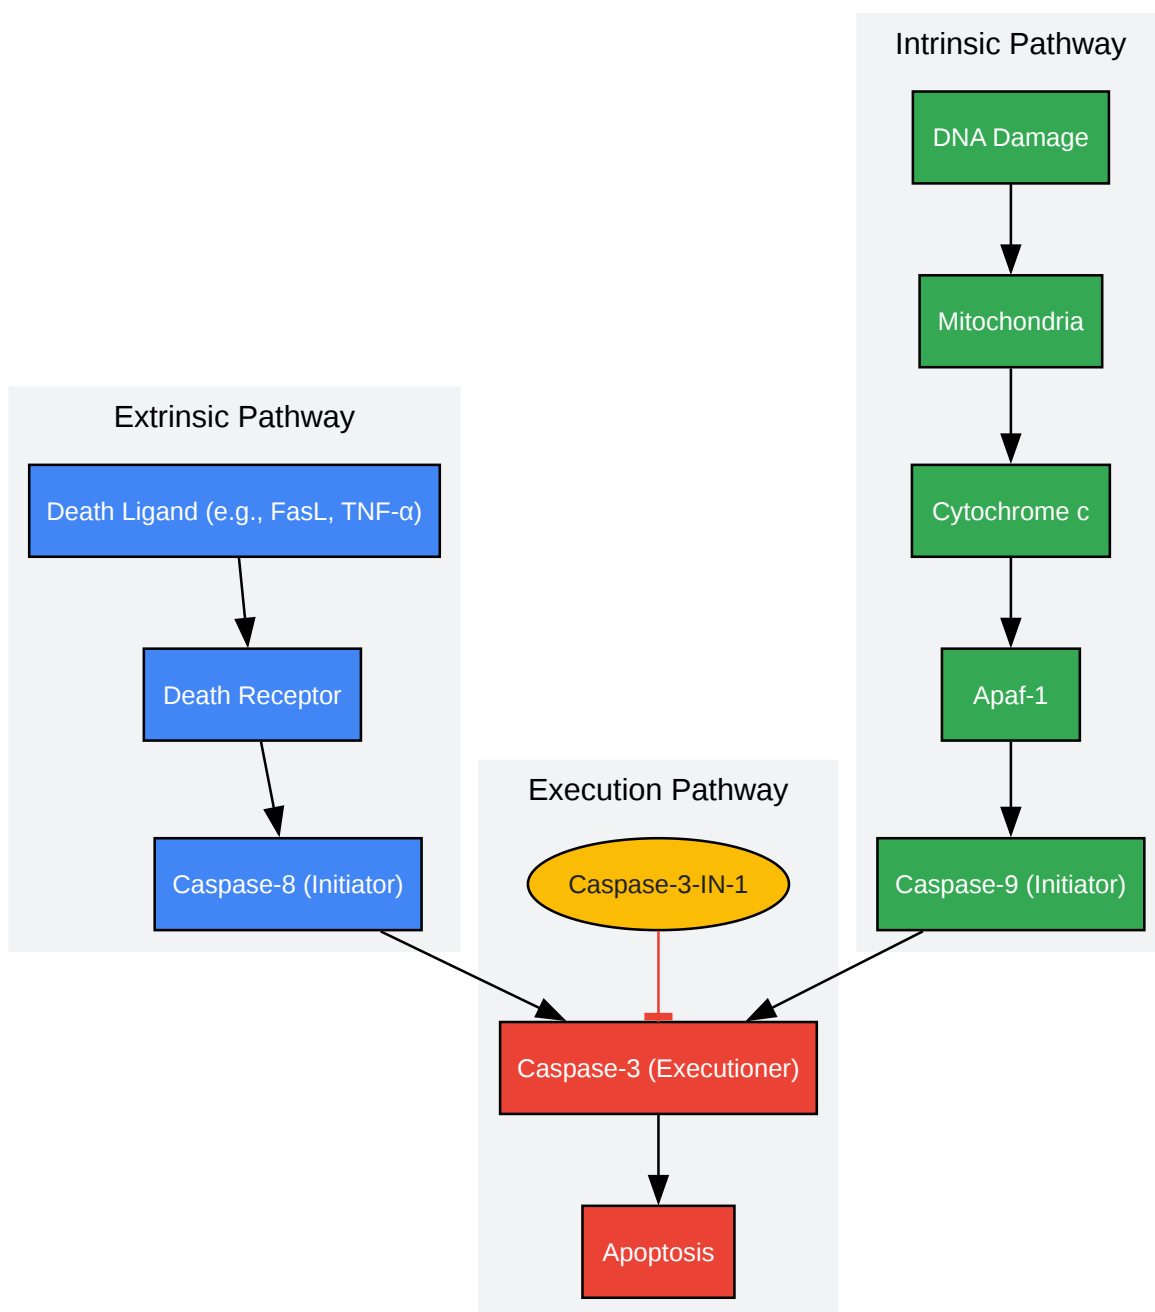 Intrinsic Pathway
DNA Damage
Mitochondria
Cytochrome c
Apaf-1
Caspase-9 (Initiator)
Extrinsic Pathway
Death Ligand (e.g., FasL, TNF-α)
Death Receptor
Caspase-8 (Initiator)
Execution Pathway
Caspase-3-IN-1
Caspase-3 (Executioner)
Apoptosis